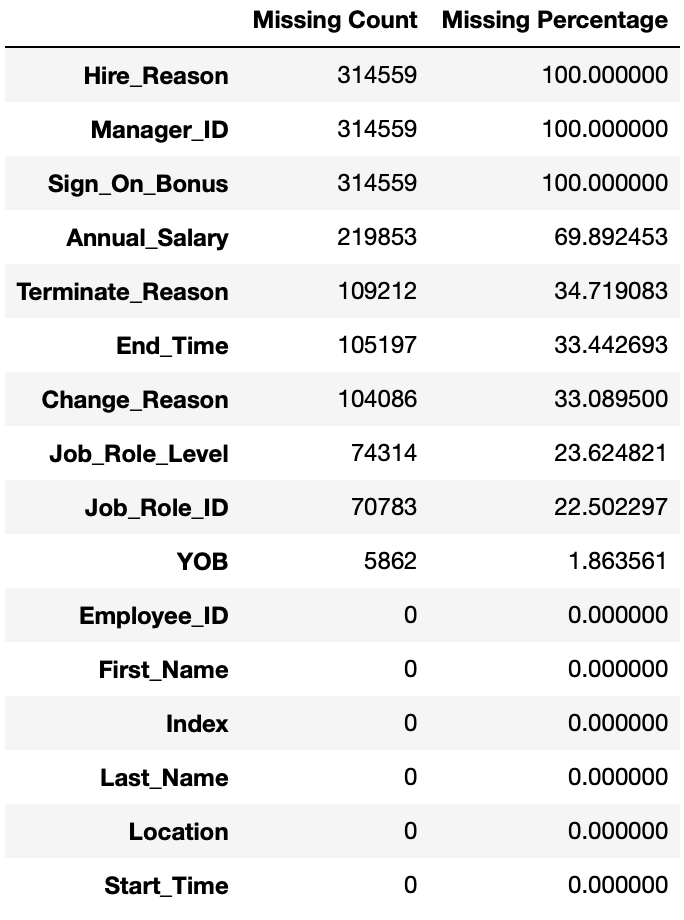 Missing Count Missing Percentage
Hire_Reason 314559 100.000000
Manager_ID 314559 100.000000
Sign_On_Bonus 314559 100.000000
Annual_Salary 219853 69.892453
Terminate_Reason 109212 34.719083
End_Time 105197 33.442693
Change_Reason 104086 33.089500
Job_Role_Level 74314 23.624821
Job_Role_ID 70783 22.502297
YOB 5862 1.863561
Employee_ID 0 0.000000
First_Name 0 0.000000
Index 0 0.000000
Last_Name 0 0.000000
Location 0 0.000000
Start_Time 0 0.000000